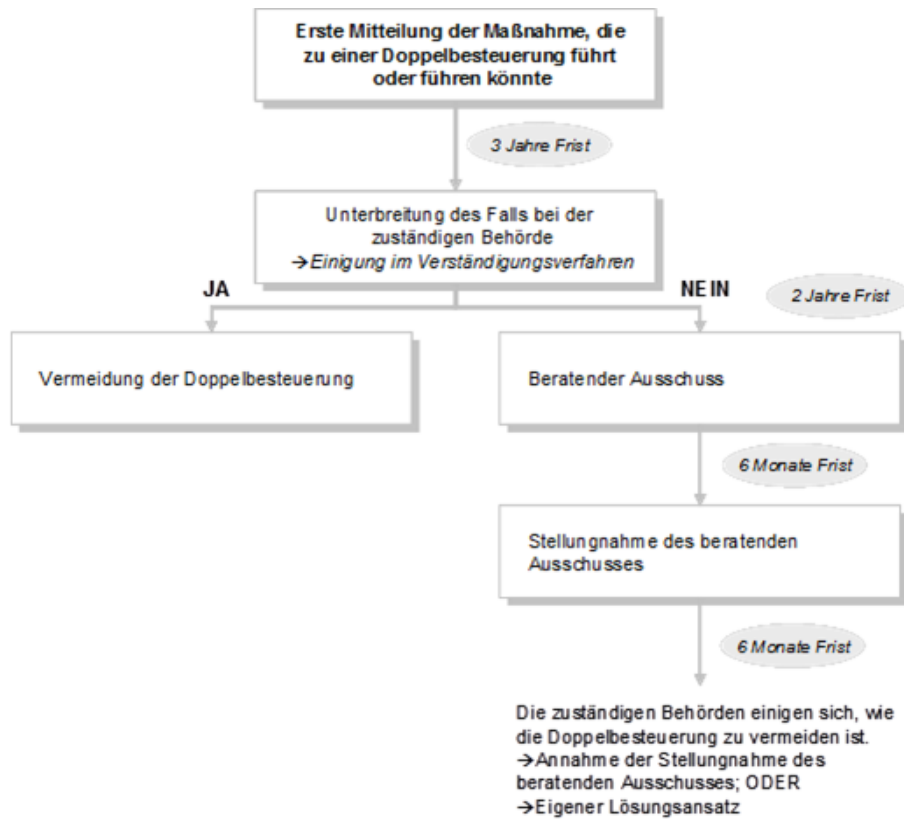 Erste Mitteilung der Maßnahme, die
zu einer Doppelbesteuerung führt
oder führen könnte
3 Jahre Frist
Unterbreitung des Falls bei der
zuständigen Behörde
→Einigung im Verständigungsverfahren
JA
NEIN
2 Jahre Frist
Vermeidung der Doppelbesteuerung
Beratender Ausschuss
6 Monate Frist
Stellungnahme des beratenden
Ausschusses
6 Monate Frist
Die zuständigen Behörden einigen sich, wie
die Doppelbesteuerung zu vermeiden ist.
→Annahme der Stellungnahme des
beratenden Ausschusses; ODER
→Eigener Lösungsansatz